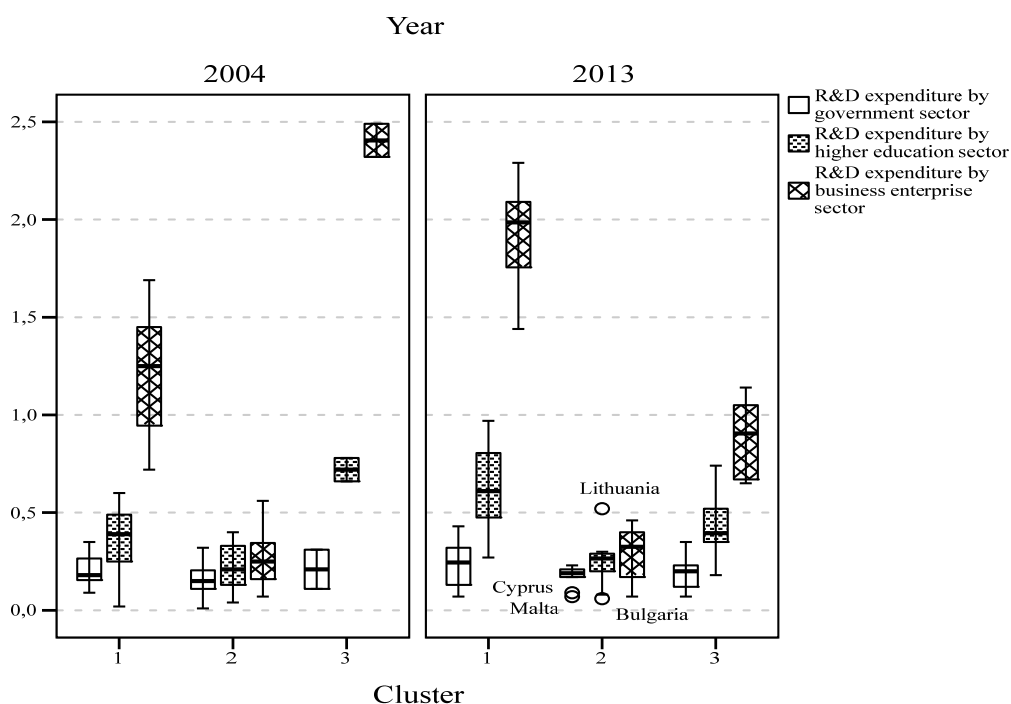 Year
2004
2013
R&D expenditure by
government sector
R&D expenditure by
higher education sector
R&D expenditure by
business enterprise
sector
2,5
2,0
1,5
1,0
0,5
0,0
Lithuania
Cyprus
Malta
Bulgaria
1
2
3
1
2
3
Cluster